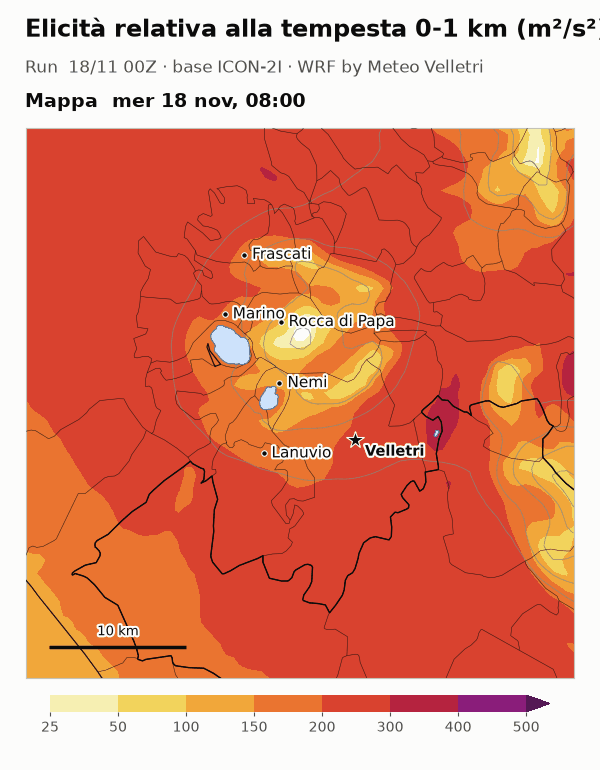 Elicità relativa alla tempesta 0-1 km (m²/s²)
Run  18/11 00Z · base ICON-2I · WRF by Meteo Velletri
Mappa  mer 18 nov, 08:00
Frascati
Marino
Rocca di Papa
Nemi
Velletri
Lanuvio
10 km
25 50 100 150 200 300 400 500